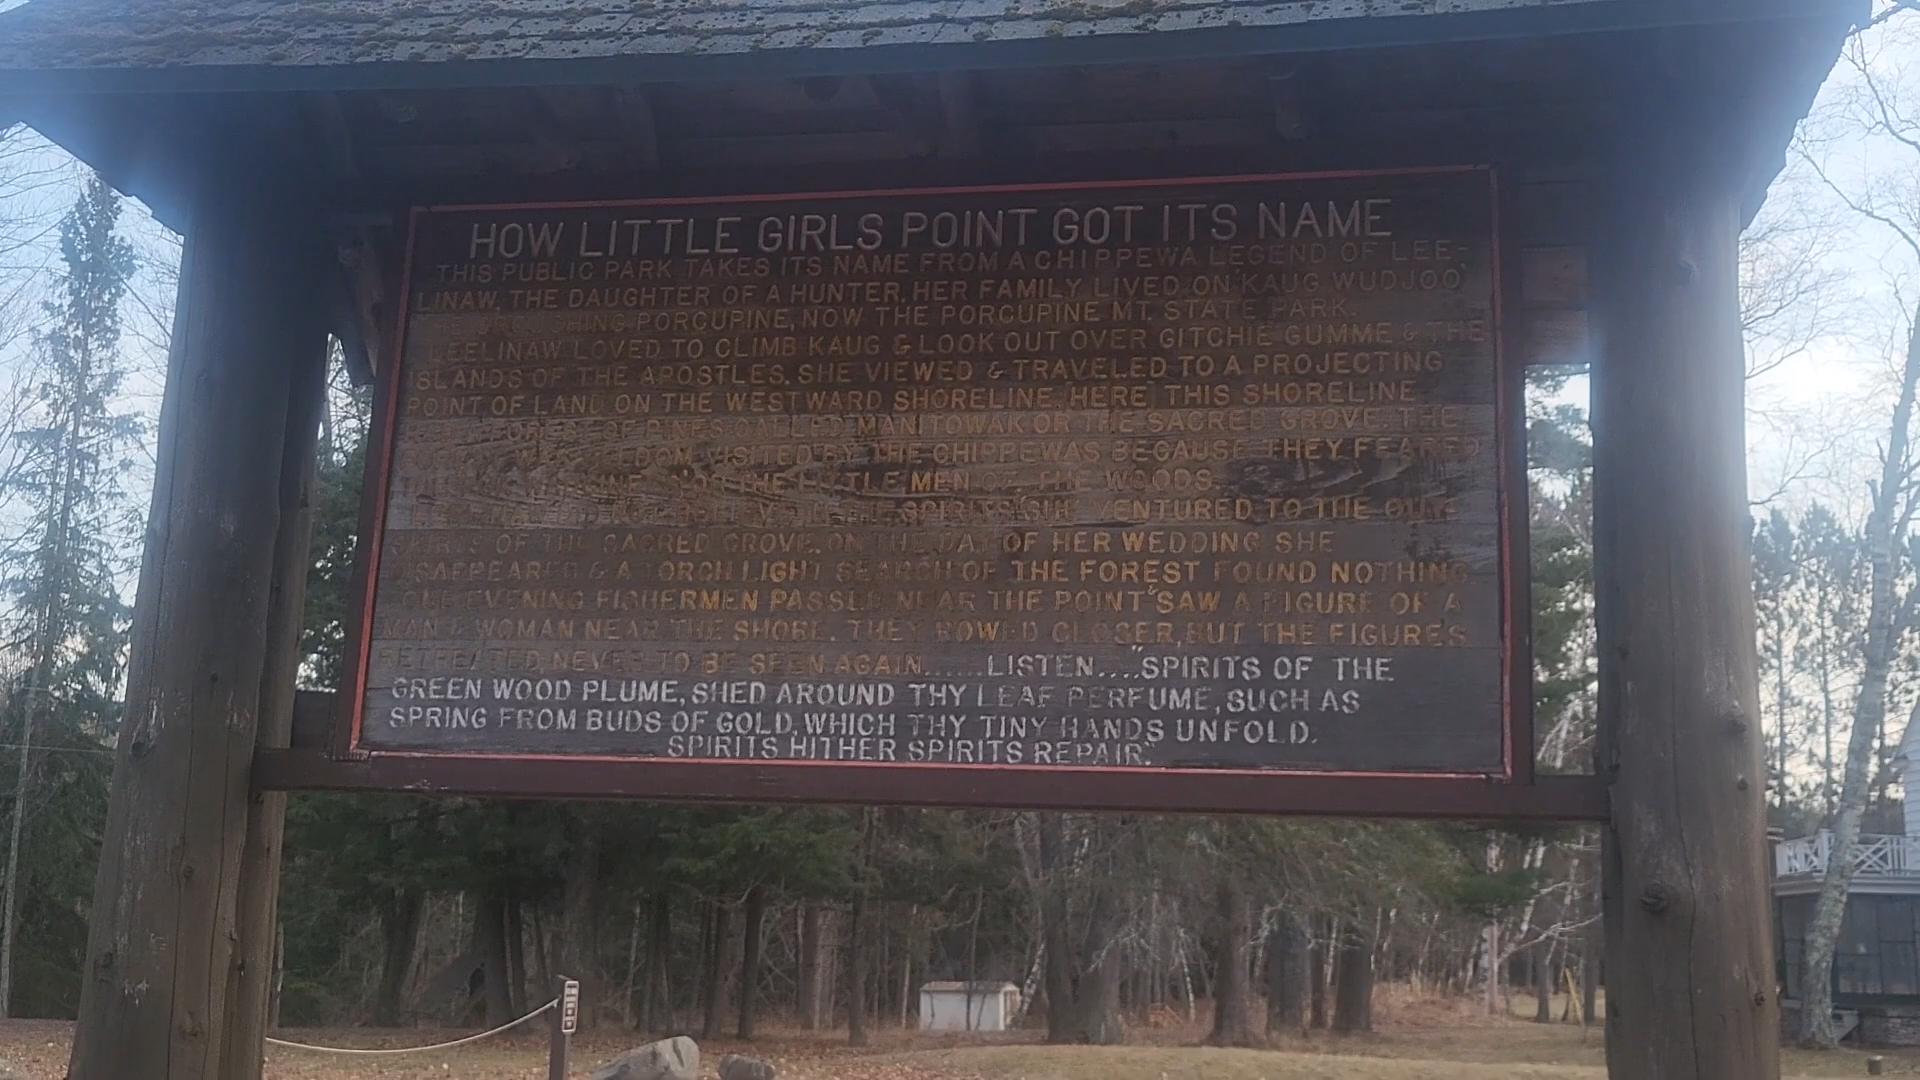 HOW LITTLE GIRLS POINT GOT ITS NAME
THIS PUBLIC PARK TAKES ITS NAME FROM A CHIPPEWA LEGEND OF LEE-
LINAW, THE DAUGHTER OF A HUNTER. HER FAMILY LIVED ON 'KAUG WUDJOO'
PORCUPINE, NOW THE PORCUPINE MT. STATE PARK.
LEELINAW LOVED TO CLIMB KAUG & LOOK OUT OVER GITCHIE GUMME & THE
ISLANDS OF THE APOSTLES. SHE VIEWED & TRAVELED TO A PROJECTING
POINT OF LAND ON THE WESTWARD SHORELINE. HERE THIS SHORELINE
FOREST OF PINES CALLED MANITOWAK OR THE SACRED GROVE. THE
WAS SELDOM VISITED BY THE CHIPPEWAS BECAUSE THEY FEARED
THE LITTLE MEN OF THE WOODS.
SPIRITS SHE VENTURED TO THE OUT-
SKIRTS OF THE SACRED GROVE. ON THE DAY OF HER WEDDING SHE
DISAPPEARED & A TORCH LIGHT SEARCH OF THE FOREST FOUND NOTHING
ONE EVENING FISHERMEN PASSED NEAR THE POINT & SAW A FIGURE OF A
MAN & WOMAN NEAR THE SHORE. THEY ROWED CLOSER, BUT THE FIGURES
RETREATED, NEVER TO BE SEEN AGAIN......LISTEN...."SPIRITS OF THE
GREEN WOOD PLUME, SHED AROUND THY LEAF PERFUME, SUCH AS
SPRING FROM BUDS OF GOLD, WHICH THY TINY HANDS UNFOLD.
SPIRITS HITHER SPIRITS REPAIR."